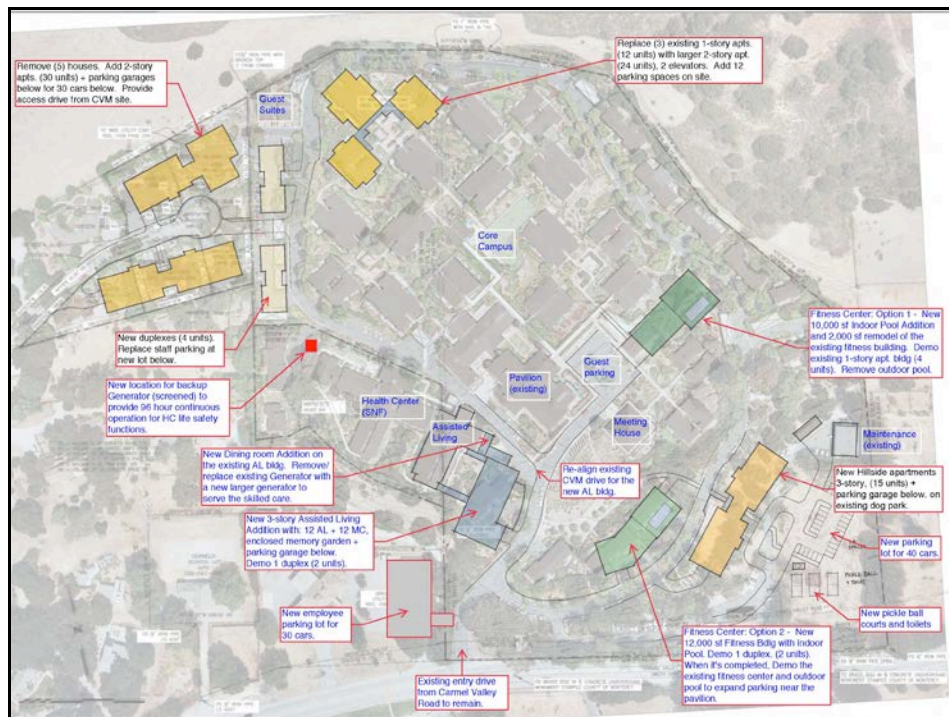 Replace (3) existing 1-story apts.
(12 units) with larger 2-story apt.
(24 units), 2 elevators. Add 12
parking spaces on site.
Remove (5) houses. Add 2-story
apts. (30 units) + parking garages
below for 30 cars below. Provide
access drive from CVM site.
Guest
Suites
Core
Campus
Fitness Center: Option 1 - New
10,000 sf Indoor Pool Addition
and 2,000 sf remodel of the
existing fitness building. Demo
existing 1-story apt. bldg (4
units). Remove outdoor pool.
New duplexes (4 units).
Replace staff parking at
new lot below.
Guest
parking
Pavilion
(existing)
New location for backup
Generator (screened) to
provide 96 hour continuous
operation for HC life safety
functions.
Health Center
(SNF)
Assisted
Living
Meeting
House
Maintenance
(existing)
New Dining room Addition on
the existing AL bldg. Remove/
replace existing Generator with
a new larger generator to
serve the skilled care.
Re-align existing
CVM drive for the
new AL bldg.
New Hillside apartments
3-story, (15 units) +
parking garage below. on
existing dog park.
New 3-story Assisted Living
Addition with: 12 AL + 12 MC,
enclosed memory garden +
parking garage below.
Demo 1 duplex (2 units).
New parking
lot for 40 cars.
PICKLE BALL
New employee
parking lot for
30 cars.
New pickle ball
courts and toilets
Fitness Center: Option 2 - New
12,000 sf Fitness Bdlg with Indoor
Pool. Demo 1 duplex. (2 units).
When it's completed, Demo the
existing fitness center and outdoor
pool to expand parking near the
pavilion.
Existing entry drive
from Carmel Valley
Road to remain.